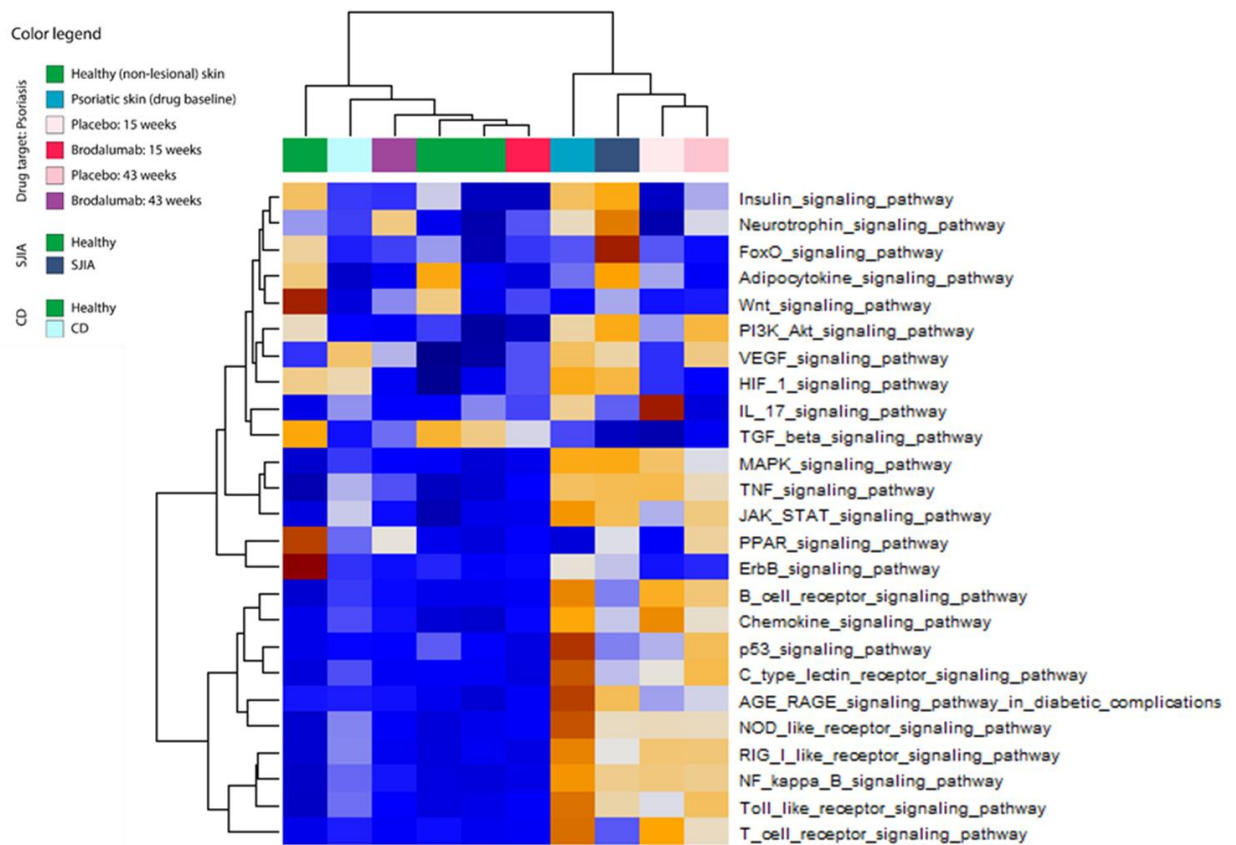 Color legend
Drug target: Psoriasis
Healthy (non-lesional) skin
Psoriatic skin (drug baseline)
Placebo: 15 weeks
Brodalumab: 15 weeks
Placebo: 43 weeks
Brodalumab: 43 weeks
SJIA
Healthy
SJIA
CD
Healthy
CD
Insulin_signaling_pathway
Neurotrophin_signaling_pathway
FoxO_signaling_pathway
Adipocytokine_signaling_pathway
Wnt_signaling_pathway
PI3K_Akt_signaling_pathway
VEGF_signaling_pathway
HIF_1_signaling_pathway
IL_17_signaling_pathway
TGF_beta_signaling_pathway
MAPK_signaling_pathway
TNF_signaling_pathway
JAK_STAT_signaling_pathway
PPAR_signaling_pathway
ErbB_signaling_pathway
B_cell_receptor_signaling_pathway
Chemokine_signaling_pathway
p53_signaling_pathway
C_type_lectin_receptor_signaling_pathway
AGE_RAGE_signaling_pathway_in_diabetic_complications
NOD_like_receptor_signaling_pathway
RIG_I_like_receptor_signaling_pathway
NF_kappa_B_signaling_pathway
Toll_like_receptor_signaling_pathway
T_cell_receptor_signaling_pathway